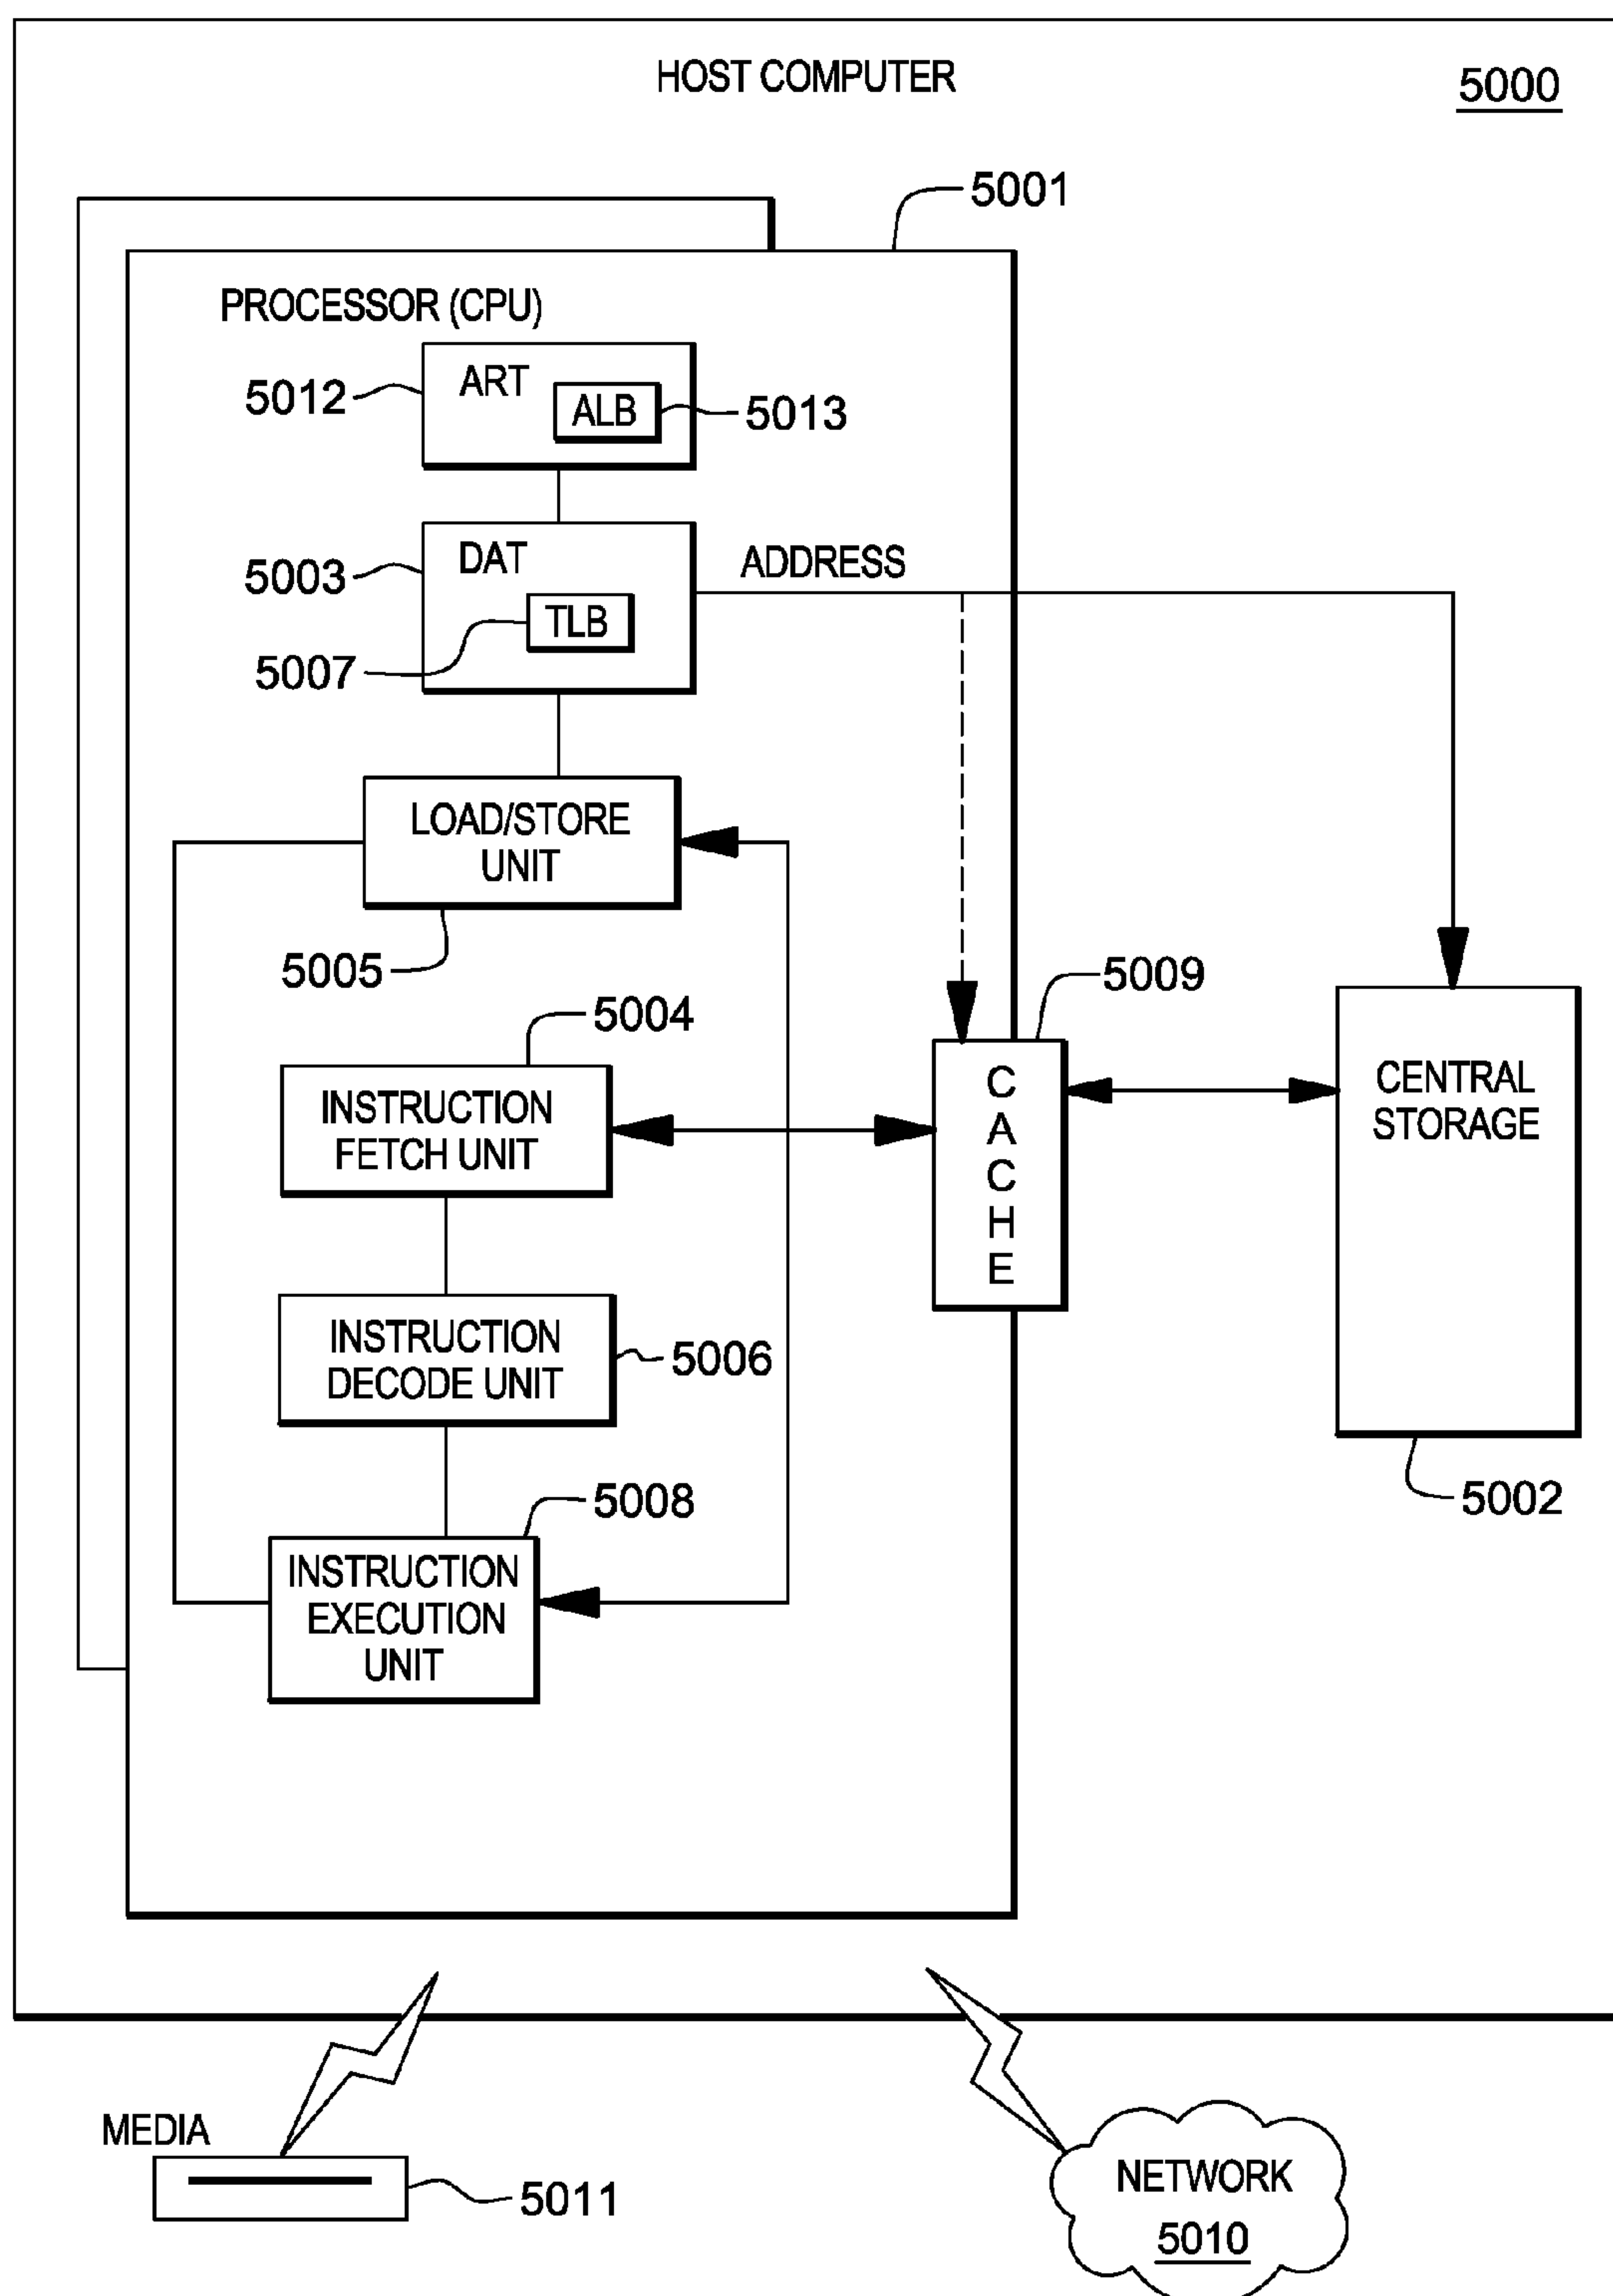 HOST COMPUTER
5000
5001
PROCESSOR (CPU)
ART
5012
ALB
5013
DAT
ADDRESS
5003
TLB
5007
LOAD/STORE
UNIT
5005
5009
5004
CACHE
CENTRAL
STORAGE
INSTRUCTION
FETCH UNIT
INSTRUCTION
DECODE UNIT
5006
5002
5008
INSTRUCTION
EXECUTION
UNIT
MEDIA
5011
NETWORK
5010